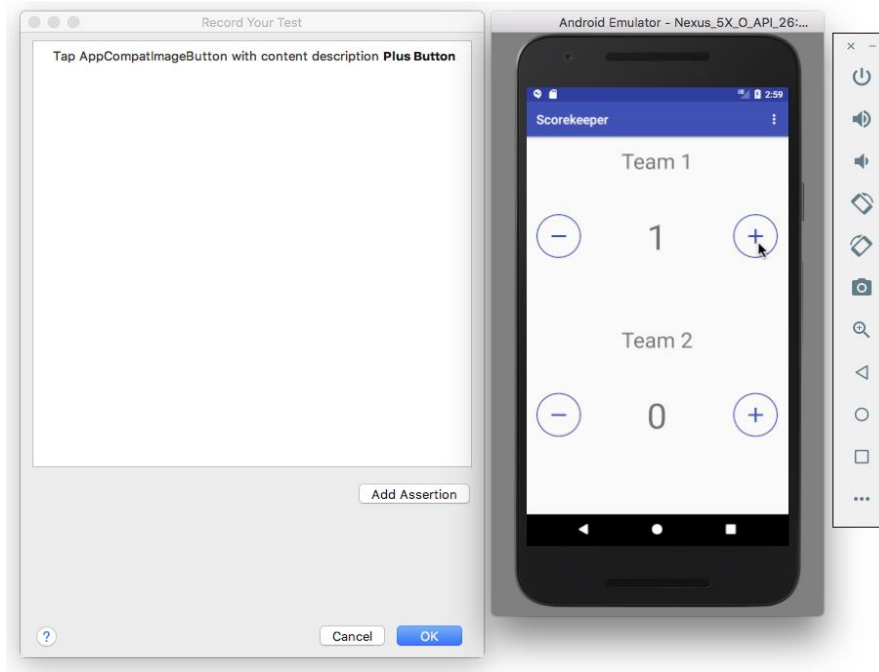 Record Your Test
Tap AppCompatImageButton with content description Plus Button
Add Assertion
?
Cancel
OK
Android Emulator - Nexus_5X_O_API_26:...
2:59
Scorekeeper
Team 1
1
Team 2
0